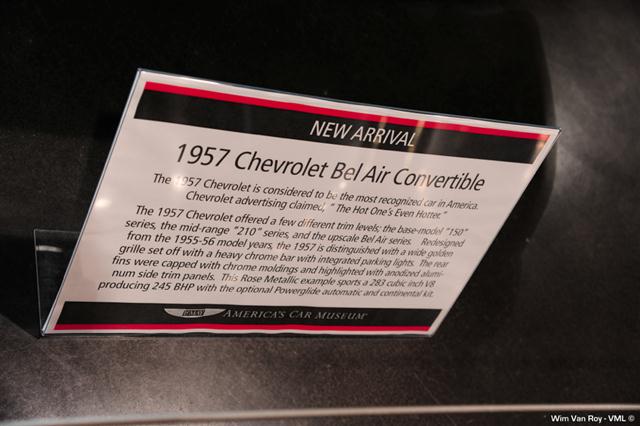 NEW ARRIVAL
1957 Chevrolet Bel Air Convertible
The 1957 Chevrolet is considered to be the most recognized car in America.
Chevrolet advertising claimed, "The Hot One's Even Hotter."
The 1957 Chevrolet offered a few different trim levels; the base-model "150"
series, the mid-range "210" series, and the upscale Bel Air series. Redesigned
from the 1955-56 model years, the 1957 is distinguished with a wide golden
grille set off with a heavy chrome bar with integrated parking lights. The rear
fins were capped with chrome moldings and highlighted with anodized alumi-
num side trim panels. This Rose Metallic example sports a 283 cubic inch V8
producing 245 BHP with the optional Powerglide automatic and continental kit.
AMERICA'S CAR MUSEUM
Wim Van Roy - VML ©